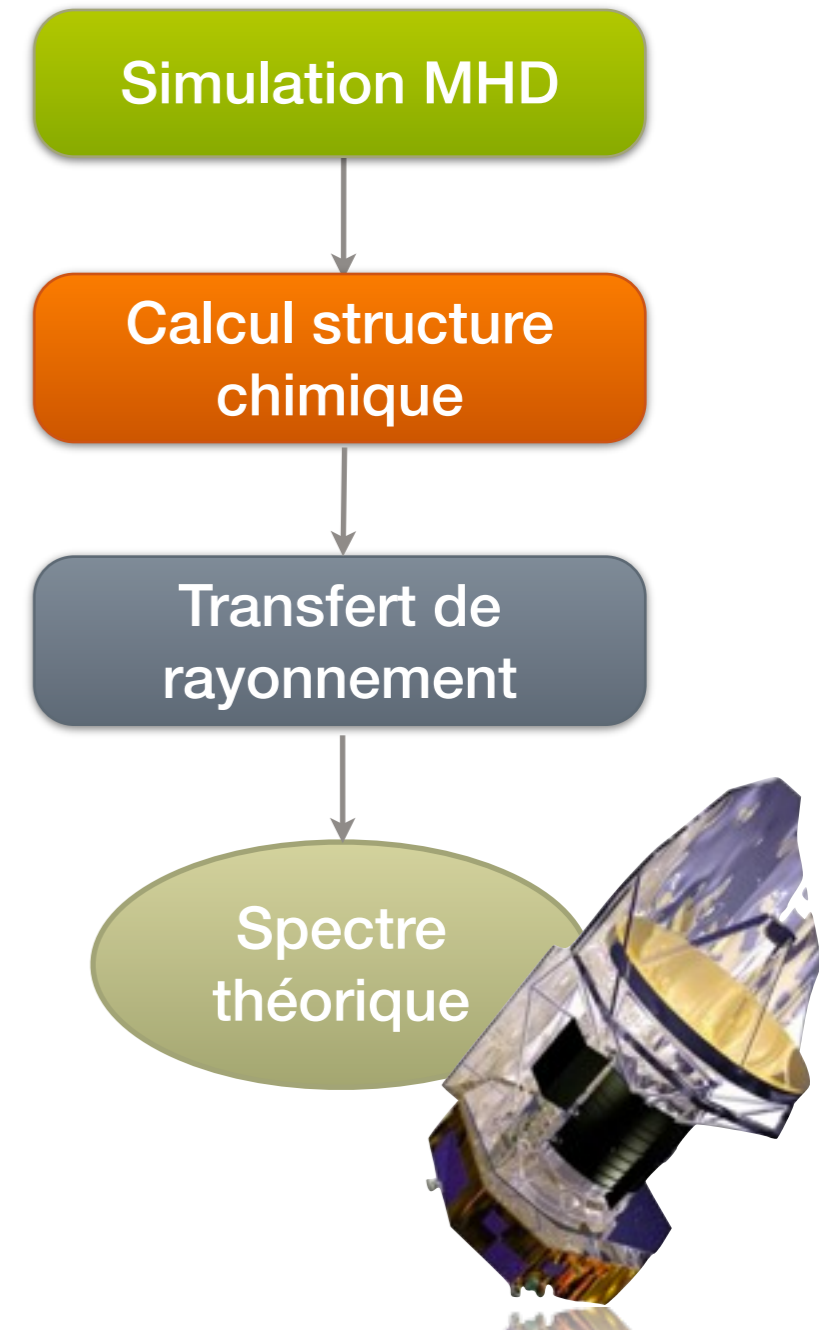 Simulation MHD
Calcul structure
chimique
Transfert de
rayonnement
Spectre
théorique